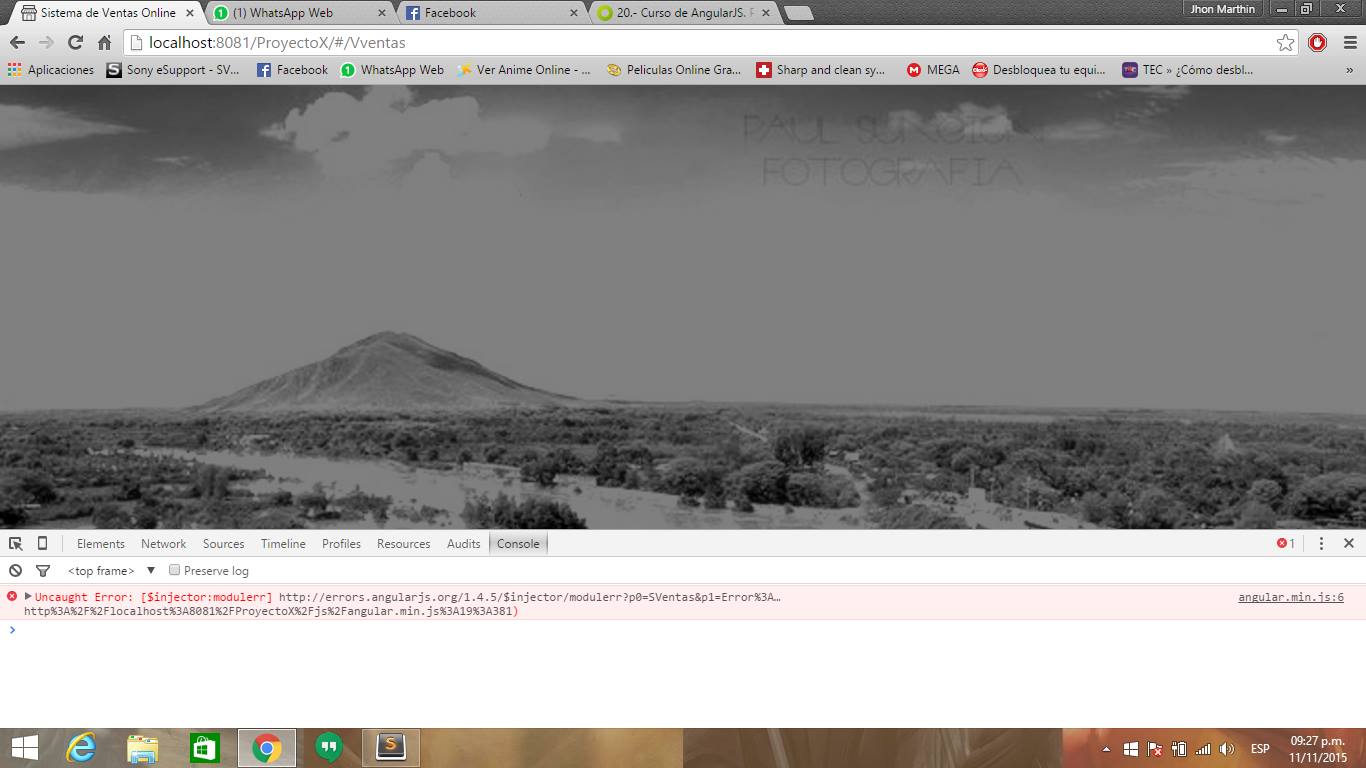 Sistema de Ventas Online
(1) WhatsApp Web
Facebook
20.- Curso de AngularJS. F
Jhon Marthin
localhost:8081/ProyectoX/#/Vventas
Aplicaciones
Sony eSupport - SV...
Facebook
WhatsApp Web
Ver Anime Online - ...
Peliculas Online Gra...
Sharp and clean sy...
MEGA
Desbloquea tu equi...
TEC » ¿Cómo desbl...
»
PAUL
FOTOGRAFIA
Elements
Network
Sources
Timeline
Profiles
Resources
Audits
Console
1
<top frame>
Preserve log
Uncaught Error: [$injector:modulerr] http://errors.angularjs.org/1.4.5/$injector/modulerr?p0=SVentas&p1=Error%3A…
http%3A%2F%2Flocalhost%3A8081%2FProyectoX%2Fjs%2Fangular.min.js%3A19%3A381)
angular.min.js:6
ESP
09:27 p.m.
11/11/2015